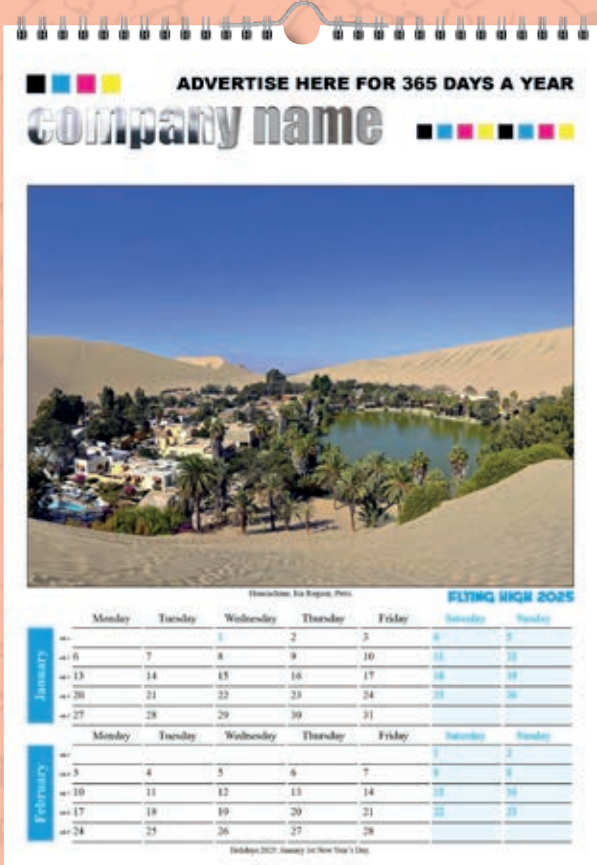 ADVERTISE HERE FOR 365 DAYS A YEAR
company name
Huacachina, Ica Region, Peru
FLYING HIGH 2025
January
Monday Tuesday Wednesday Thursday Friday Saturday Sunday
1 2 3 4 5
6 7 8 9 10 11 12
13 14 15 16 17 18 19
20 21 22 23 24 25 26
27 28 29 30 31
February
Monday Tuesday Wednesday Thursday Friday Saturday Sunday
1 2
3 4 5 6 7 8 9
10 11 12 13 14 15 16
17 18 19 20 21 22 23
24 25 26 27 28
Holidays 2025: January 1st New Year's Day